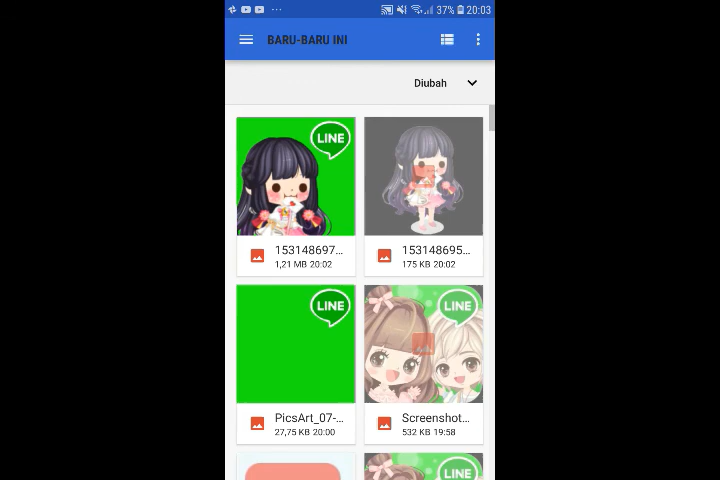 37% 20:03
BARU-BARU INI
Diubah
LINE
153148697...
1,21 MB 20:02
153148695...
175 KB 20:02
LINE
LINE
PicsArt_07-...
27,75 KB 20:00
Screenshot...
532 KB 19:58
LINE